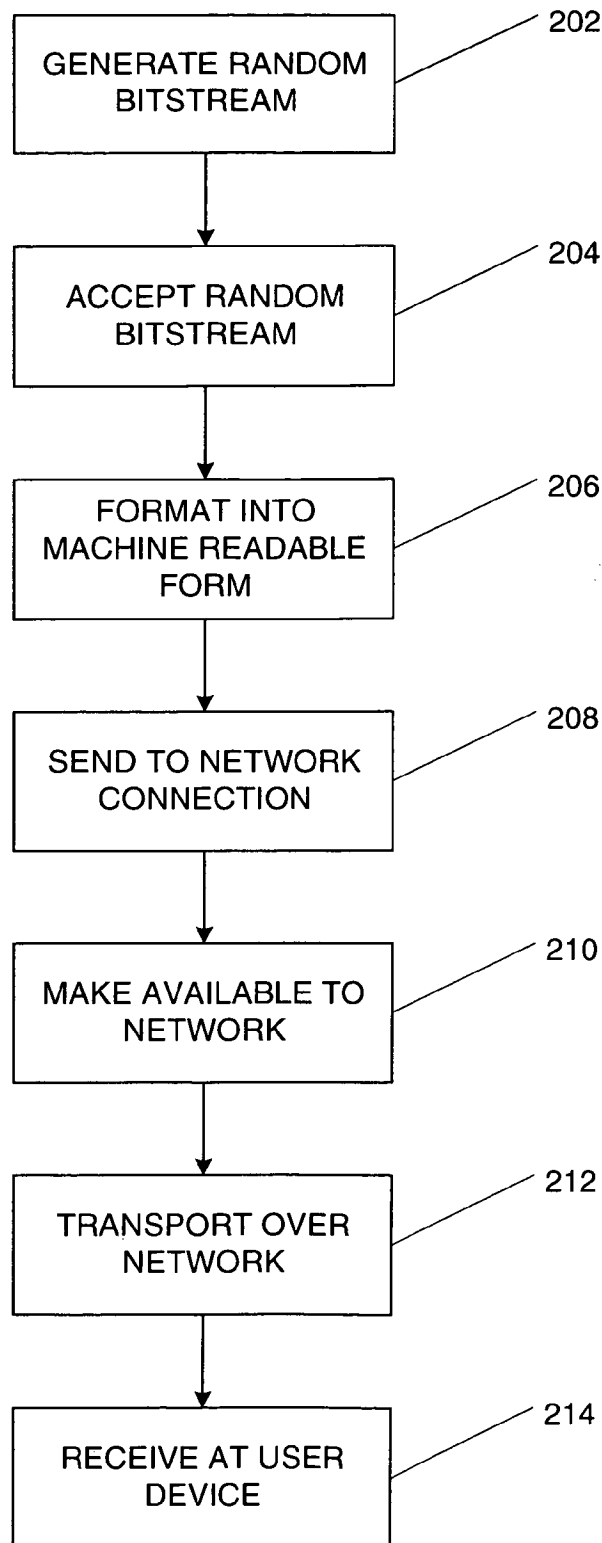 202
GENERATE RANDOM
BITSTREAM
204
ACCEPT RANDOM
BITSTREAM
206
FORMAT INTO
MACHINE READABLE
FORM
208
SEND TO NETWORK
CONNECTION
210
MAKE AVAILABLE TO
NETWORK
212
TRANSPORT OVER
NETWORK
214
RECEIVE AT USER
DEVICE